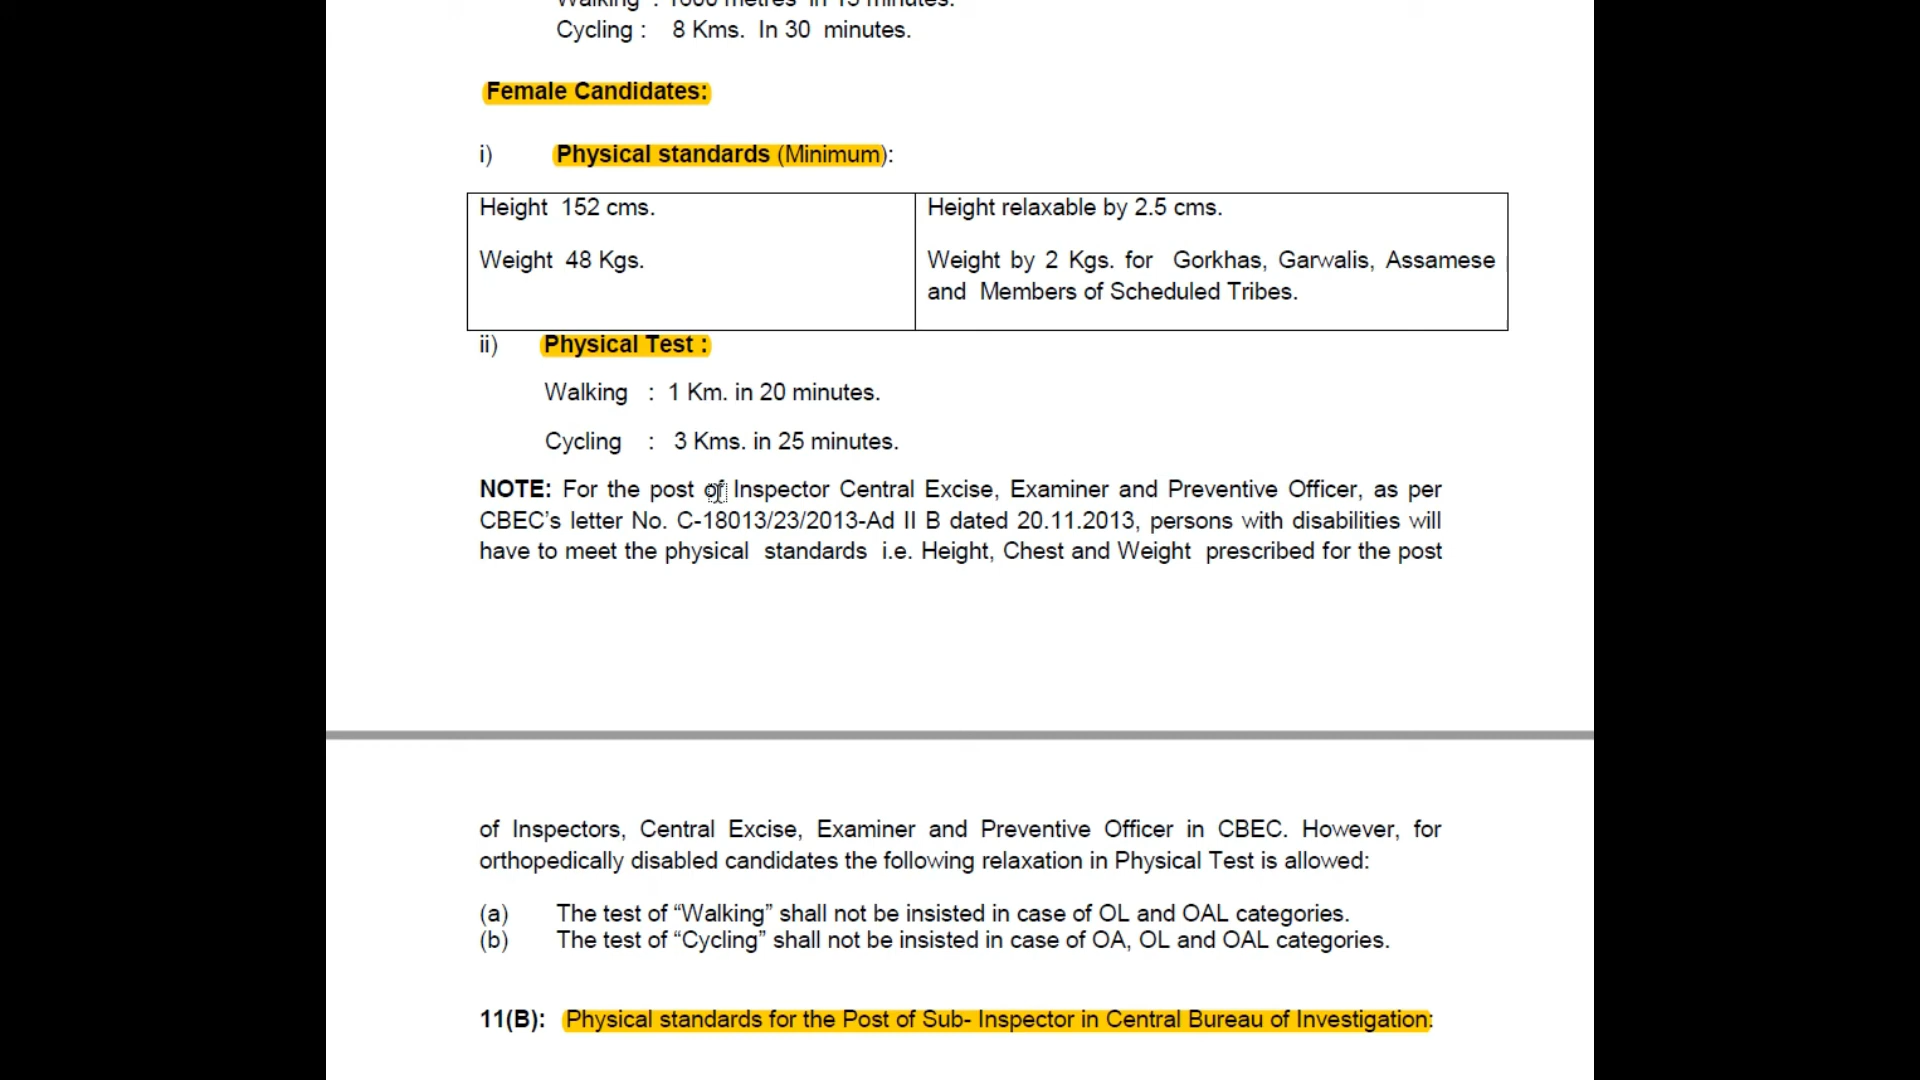 Cycling : 8 Kms. In 30 minutes.
Female Candidates:
i) Physical standards (Minimum):
Height 152 cms. Height relaxable by 2.5 cms.
Weight 48 Kgs. Weight by 2 Kgs. for Gorkhas, Garwalis, Assamese
and Members of Scheduled Tribes.
ii) Physical Test :
Walking : 1 Km. in 20 minutes.
Cycling : 3 Kms. in 25 minutes.
NOTE: For the post of Inspector Central Excise, Examiner and Preventive Officer, as per
CBEC’s letter No. C-18013/23/2013-Ad II B dated 20.11.2013, persons with disabilities will
have to meet the physical standards i.e. Height, Chest and Weight prescribed for the post
of Inspectors, Central Excise, Examiner and Preventive Officer in CBEC. However, for
orthopedically disabled candidates the following relaxation in Physical Test is allowed:
(a) The test of “Walking” shall not be insisted in case of OL and OAL categories.
(b) The test of “Cycling” shall not be insisted in case of OA, OL and OAL categories.
11(B): Physical standards for the Post of Sub- Inspector in Central Bureau of Investigation: